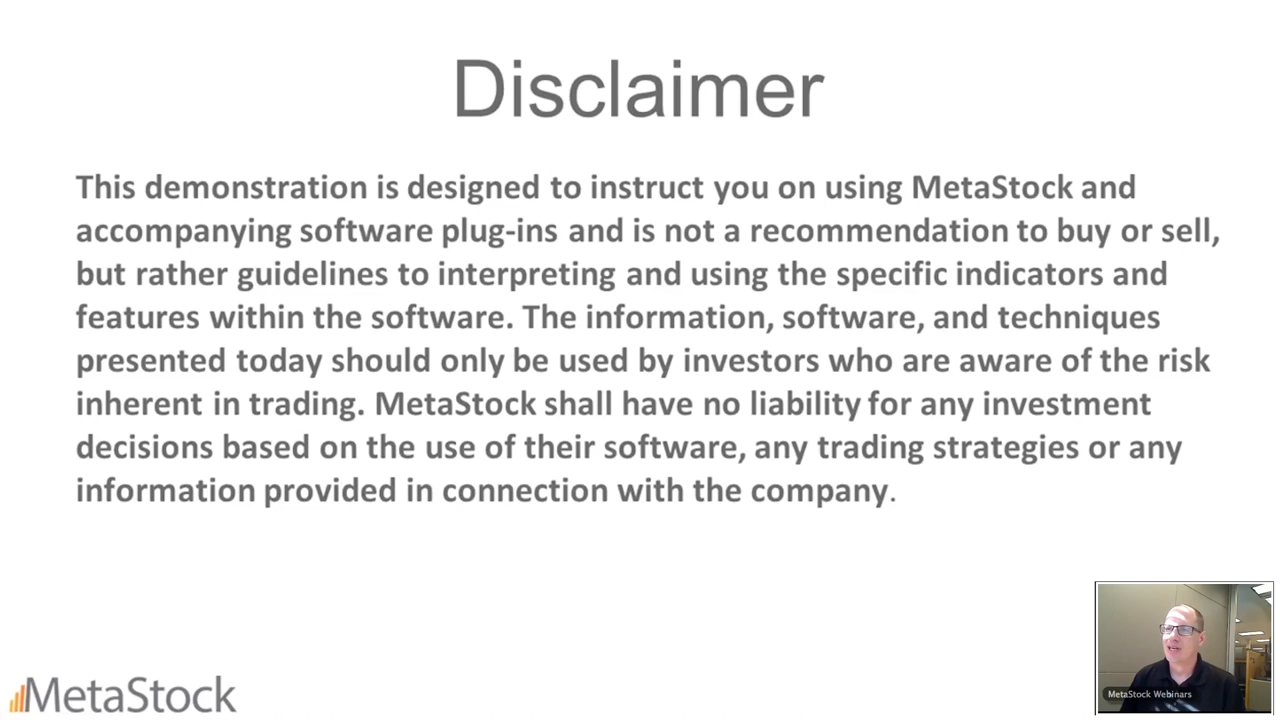 Disclaimer
This demonstration is designed to instruct you on using MetaStock and
accompanying software plug-ins and is not a recommendation to buy or sell,
but rather guidelines to interpreting and using the specific indicators and
features within the software. The information, software, and techniques
presented today should only be used by investors who are aware of the risk
inherent in trading. MetaStock shall have no liability for any investment
decisions based on the use of their software, any trading strategies or any
information provided in connection with the company.
MetaStock
MetaStock Webinars